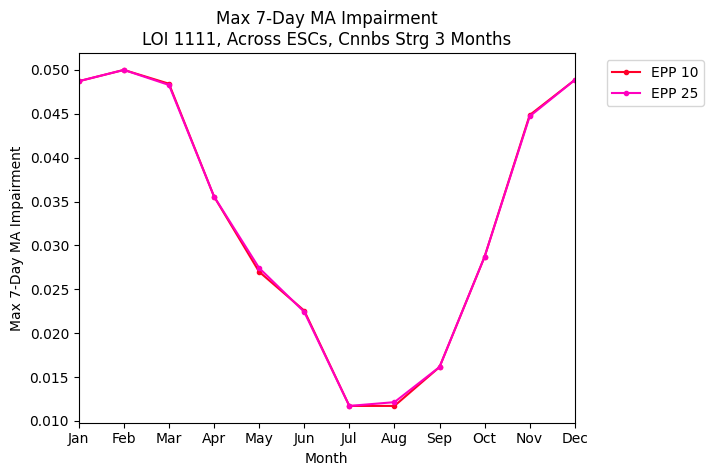 Max 7-Day MA Impairment
LOI 1111, Across ESCs, Cnnbs Strg 3 Months
EPP 10
EPP 25
Max 7-Day MA Impairment
0.050
0.045
0.040
0.035
0.030
0.025
0.020
0.015
0.010
Jan Feb Mar Apr May Jun Jul Aug Sep Oct Nov Dec
Month